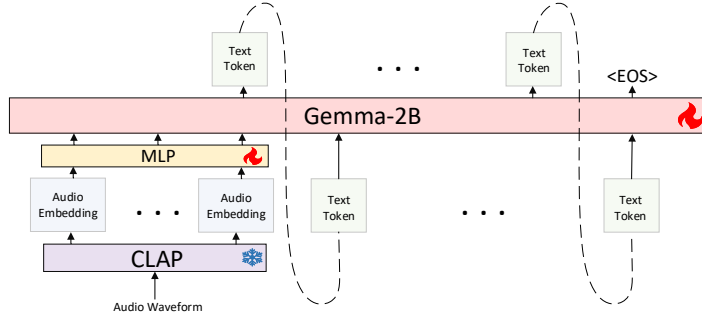 Text
Token
. . .
Text
Token
<EOS>
Gemma-2B
MLP
Audio
Embedding
. . .
Audio
Embedding
Text
Token
. . .
Text
Token
CLAP
Audio Waveform